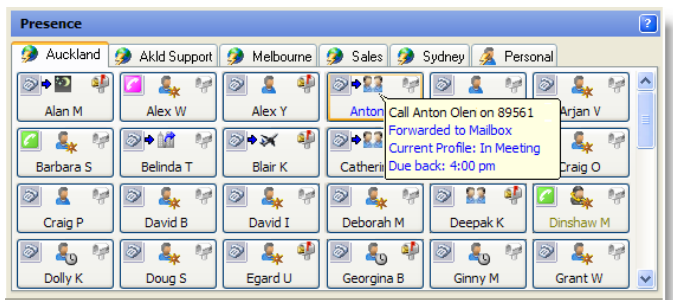 Presence
?
Auckland
Akld Support
Melbourne
Sales
Sydney
Personal
Alan M
Alex W
Alex Y
Anton
Arjan V
Call Anton Olen on 89561
Forwarded to Mailbox
Current Profile: In Meeting
Due back: 4:00 pm
Barbara S
Belinda T
Blair K
Catherin
Craig O
Craig P
David B
David I
Deborah M
Deepak K
Dinshaw M
Dolly K
Doug S
Egard U
Georgina B
Ginny M
Grant W